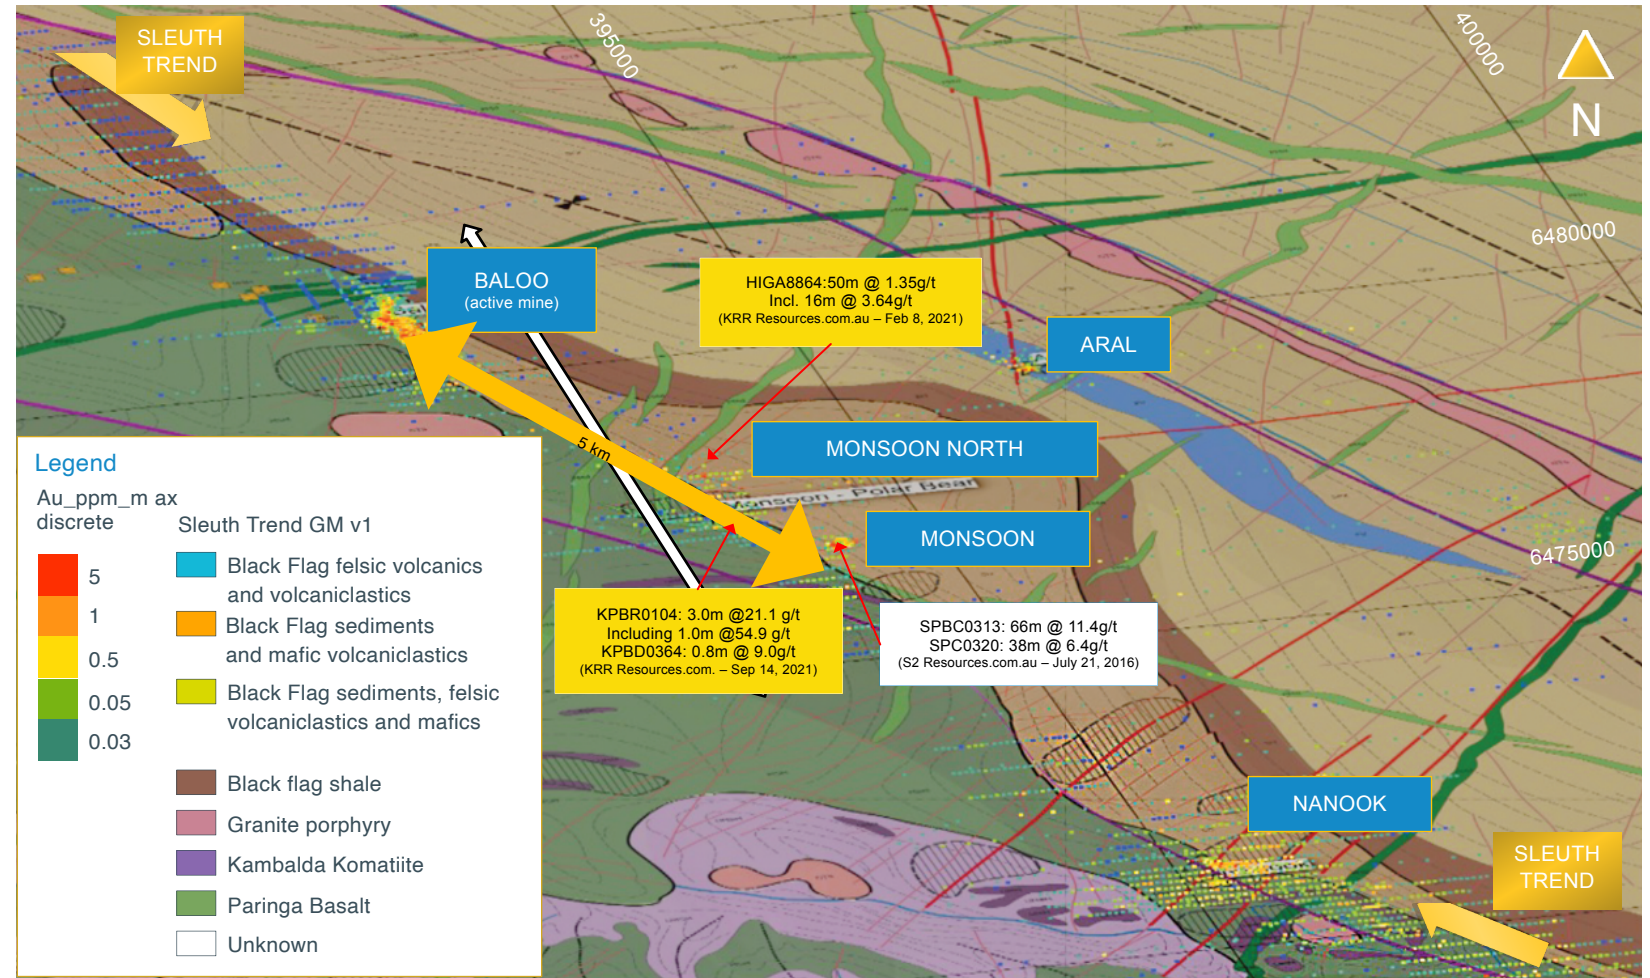 SLEUTH
TREND
395000
400000
N
6480000
BALOO
(active mine)
HIGA8864:50m @ 1.35g/t
Incl. 16m @ 3.64g/t
(KRR Resources.com.au – Feb 8, 2021)
ARAL
MONSOON NORTH
5 km
Monsoon - Polar Bear
MONSOON
6475000
KPBR0104: 3.0m @21.1 g/t
Including 1.0m @54.9 g/t
KPBD0364: 0.8m @ 9.0g/t
(KRR Resources.com. – Sep 14, 2021)
SPBC0313: 66m @ 11.4g/t
SPC0320: 38m @ 6.4g/t
(S2 Resources.com.au – July 21, 2016)
NANOOK
SLEUTH
TREND
Legend
Au_ppm_m ax
discrete
5
1
0.5
0.05
0.03
Sleuth Trend GM v1
Black Flag felsic volcanics
and volcaniclastics
Black Flag sediments
and mafic volcaniclastics
Black Flag sediments, felsic
volcaniclastics and mafics
Black flag shale
Granite porphyry
Kambalda Komatiite
Paringa Basalt
Unknown